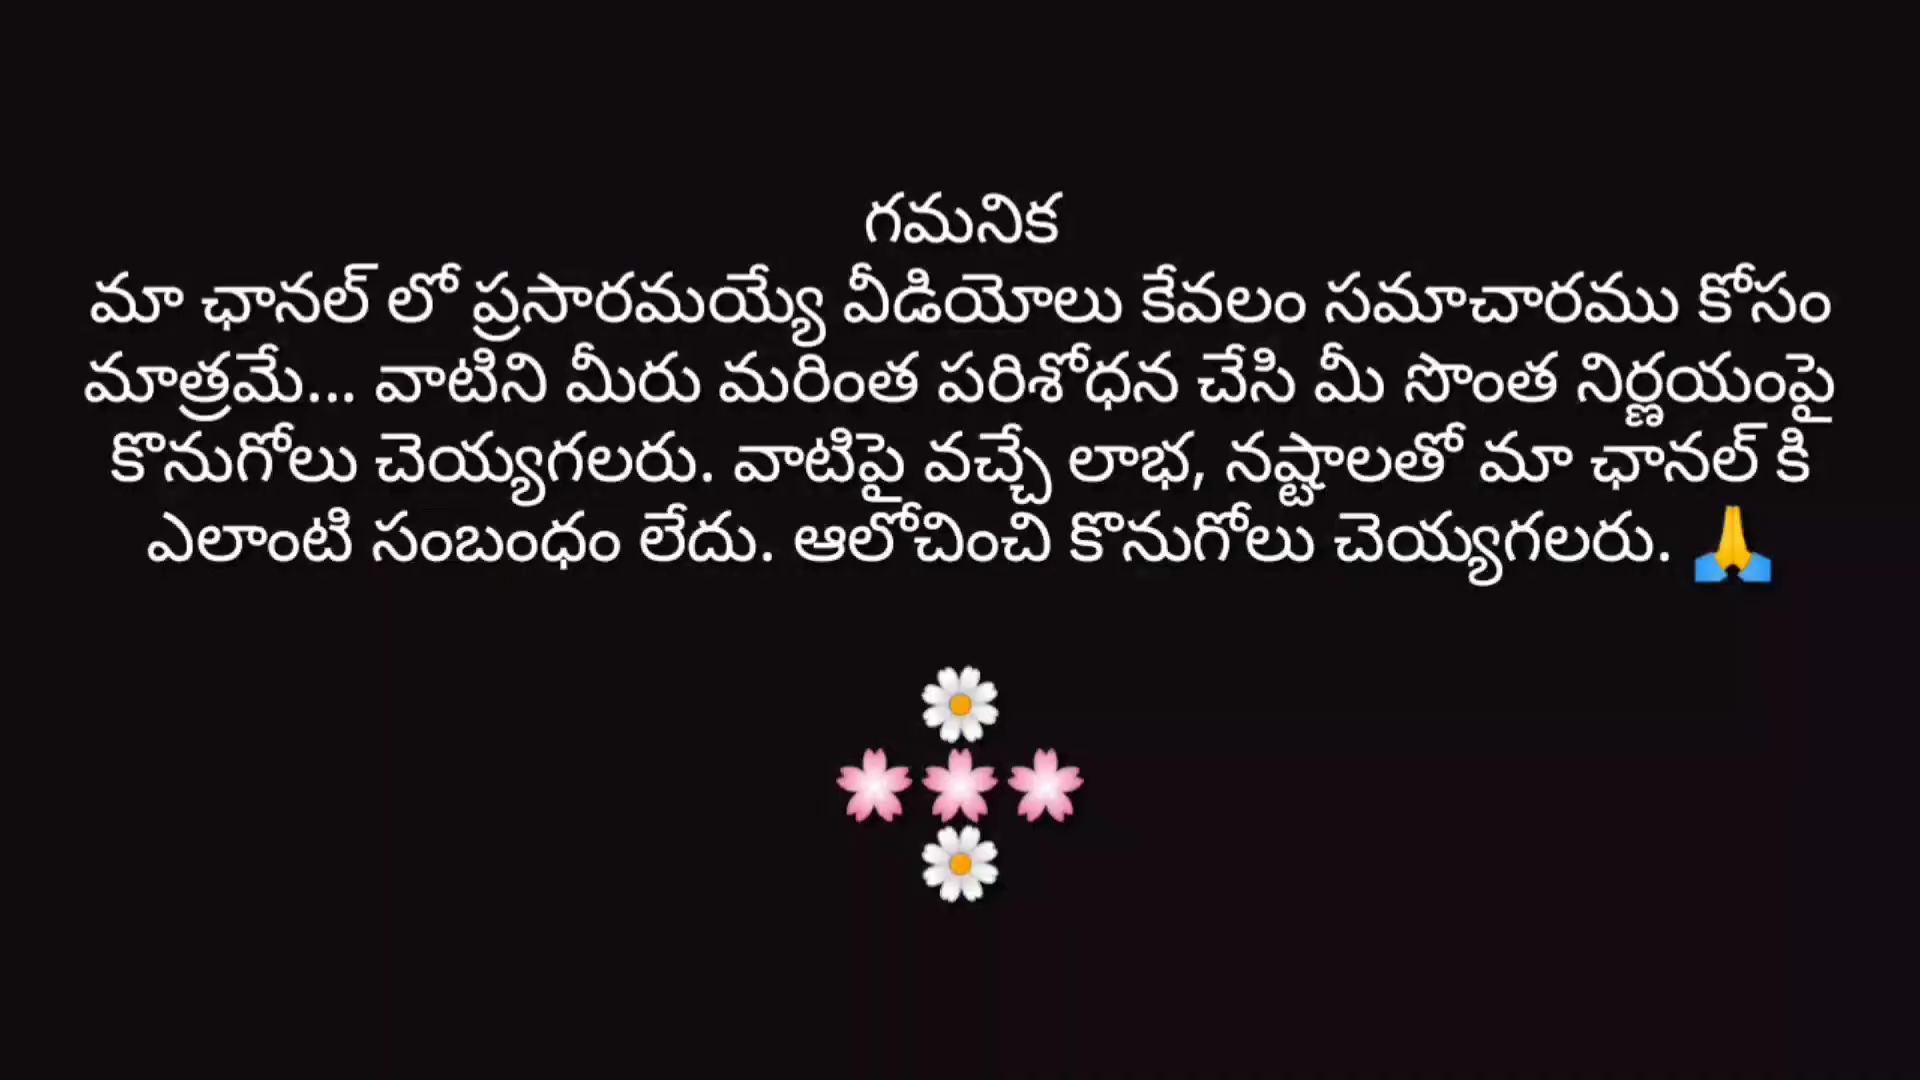 గమనిక
మా ఛానల్ లో ప్రసారమయ్యే వీడియోలు కేవలం సమాచారము కోసం
మాత్రమే... వాటిని మీరు మరింత పరిశోధన చేసి మీ సొంత నిర్ణయంపై
కొనుగోలు చెయ్యగలరు. వాటిపై వచ్చే లాభ, నష్టాలతో మా ఛానల్ కి
ఎలాంటి సంబంధం లేదు. ఆలోచించి కొనుగోలు చెయ్యగలరు. 🙏